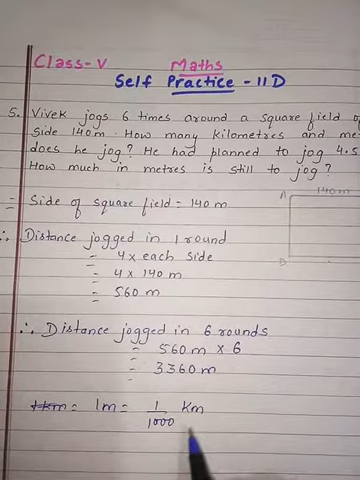 Class-V Maths
Self Practice - 11D
5. Vivek jogs 6 times around a square field of
side 140m. How many kilometres and
does he jog? He had planned to jog 4.5
How much in metres is still to jog?
= Side of square field = 140 m
140 m
A
∴ Distance jogged in 1 round
= 4 x each side
= 4 x 140 m
= 560 m
D
∴ Distance jogged in 6 rounds
= 560 m x 6
= 3360 m
1km = 1m = 1/1000 Km